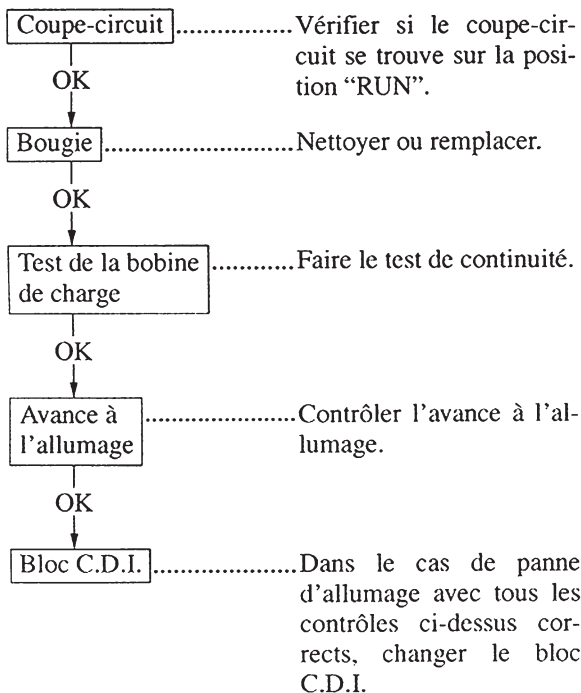 Coupe-circuit.................Vérifier si le coupe-cir-
cuit se trouve sur la posi-
tion “RUN”.
OK
Bougie...........................Nettoyer ou remplacer.
OK
Test de la bobine............Faire le test de continuité.
de charge
OK
Avance à.....................Contrôler l’avance à l’al-
l’allumage lumage.
OK
Bloc C.D.I.....................Dans le cas de panne
d’allumage avec tous les
contrôles ci-dessus cor-
rects, changer le bloc
C.D.I.